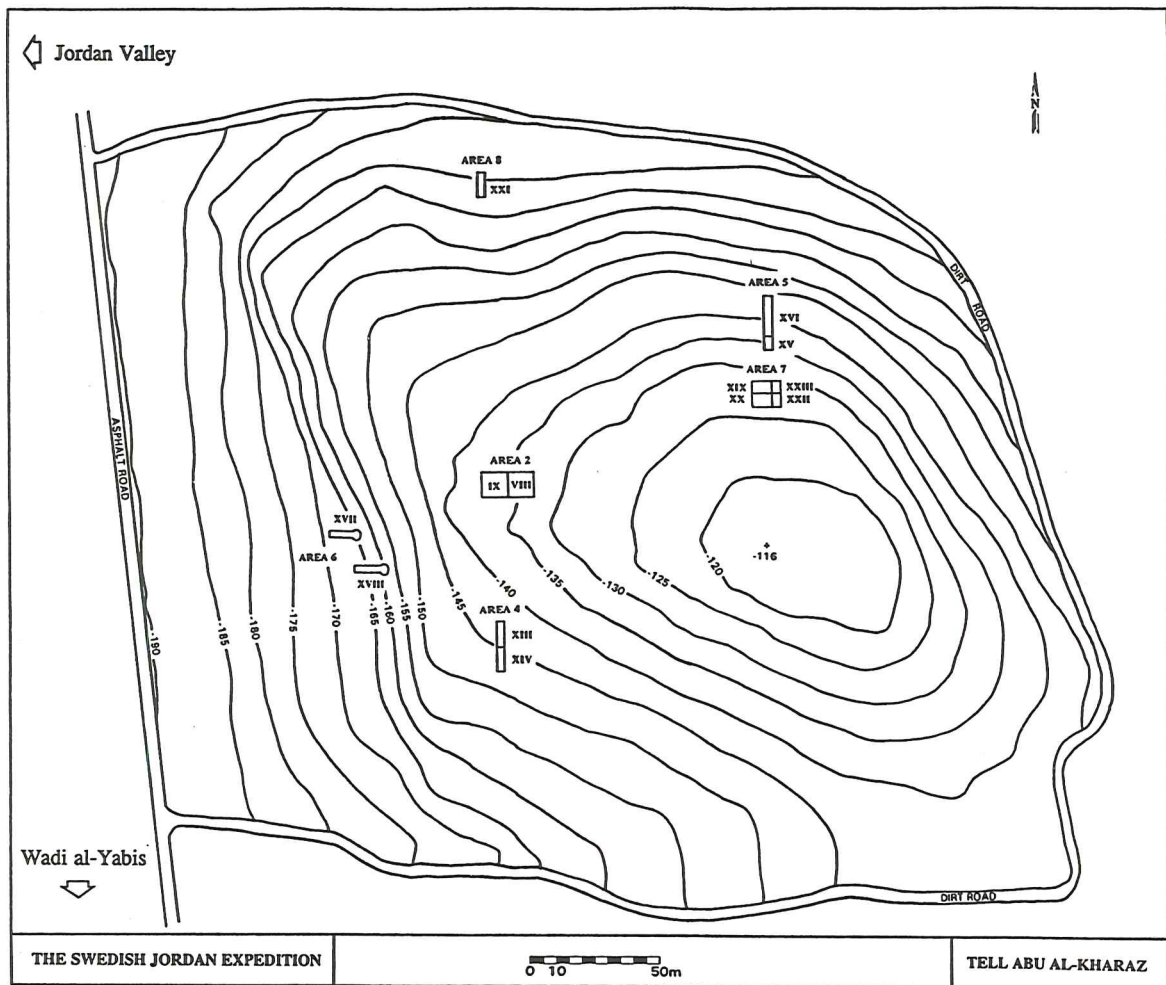 Jordan Valley
N
AREA 8
XXI
AREA 5
XVI
XV
AREA 7
XIX XXIII
XX XXII
DIRT ROAD
ASPHALT ROAD
AREA 2
IX VIII
XVII
AREA 6
XVIII
-116
-120
-125
-130
-135
-140
-145
-150
-155
-160
-165
-170
-175
-180
-185
-190
AREA 4
XIII
XIV
Wadi al-Yabis
DIRT ROAD
THE SWEDISH JORDAN EXPEDITION
0 10 50m
TELL ABU AL-KHARAZ